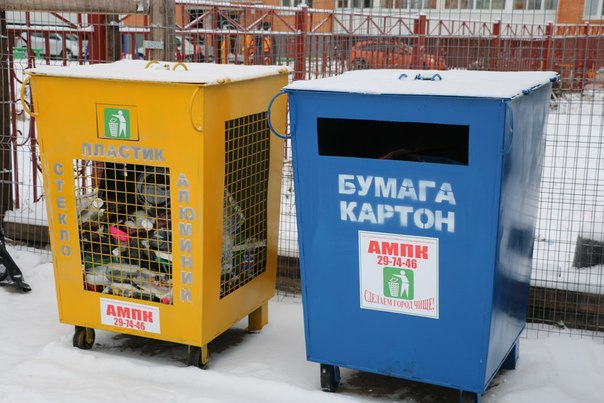 ПЛАСТИК
СТЕКЛО
АЛЮМИНИЙ
АМПК
29-74-46
БУМАГА
КАРТОН
АМПК
29-74-46
СДЕЛАЕМ ГОРОД ЧИЩЕ!